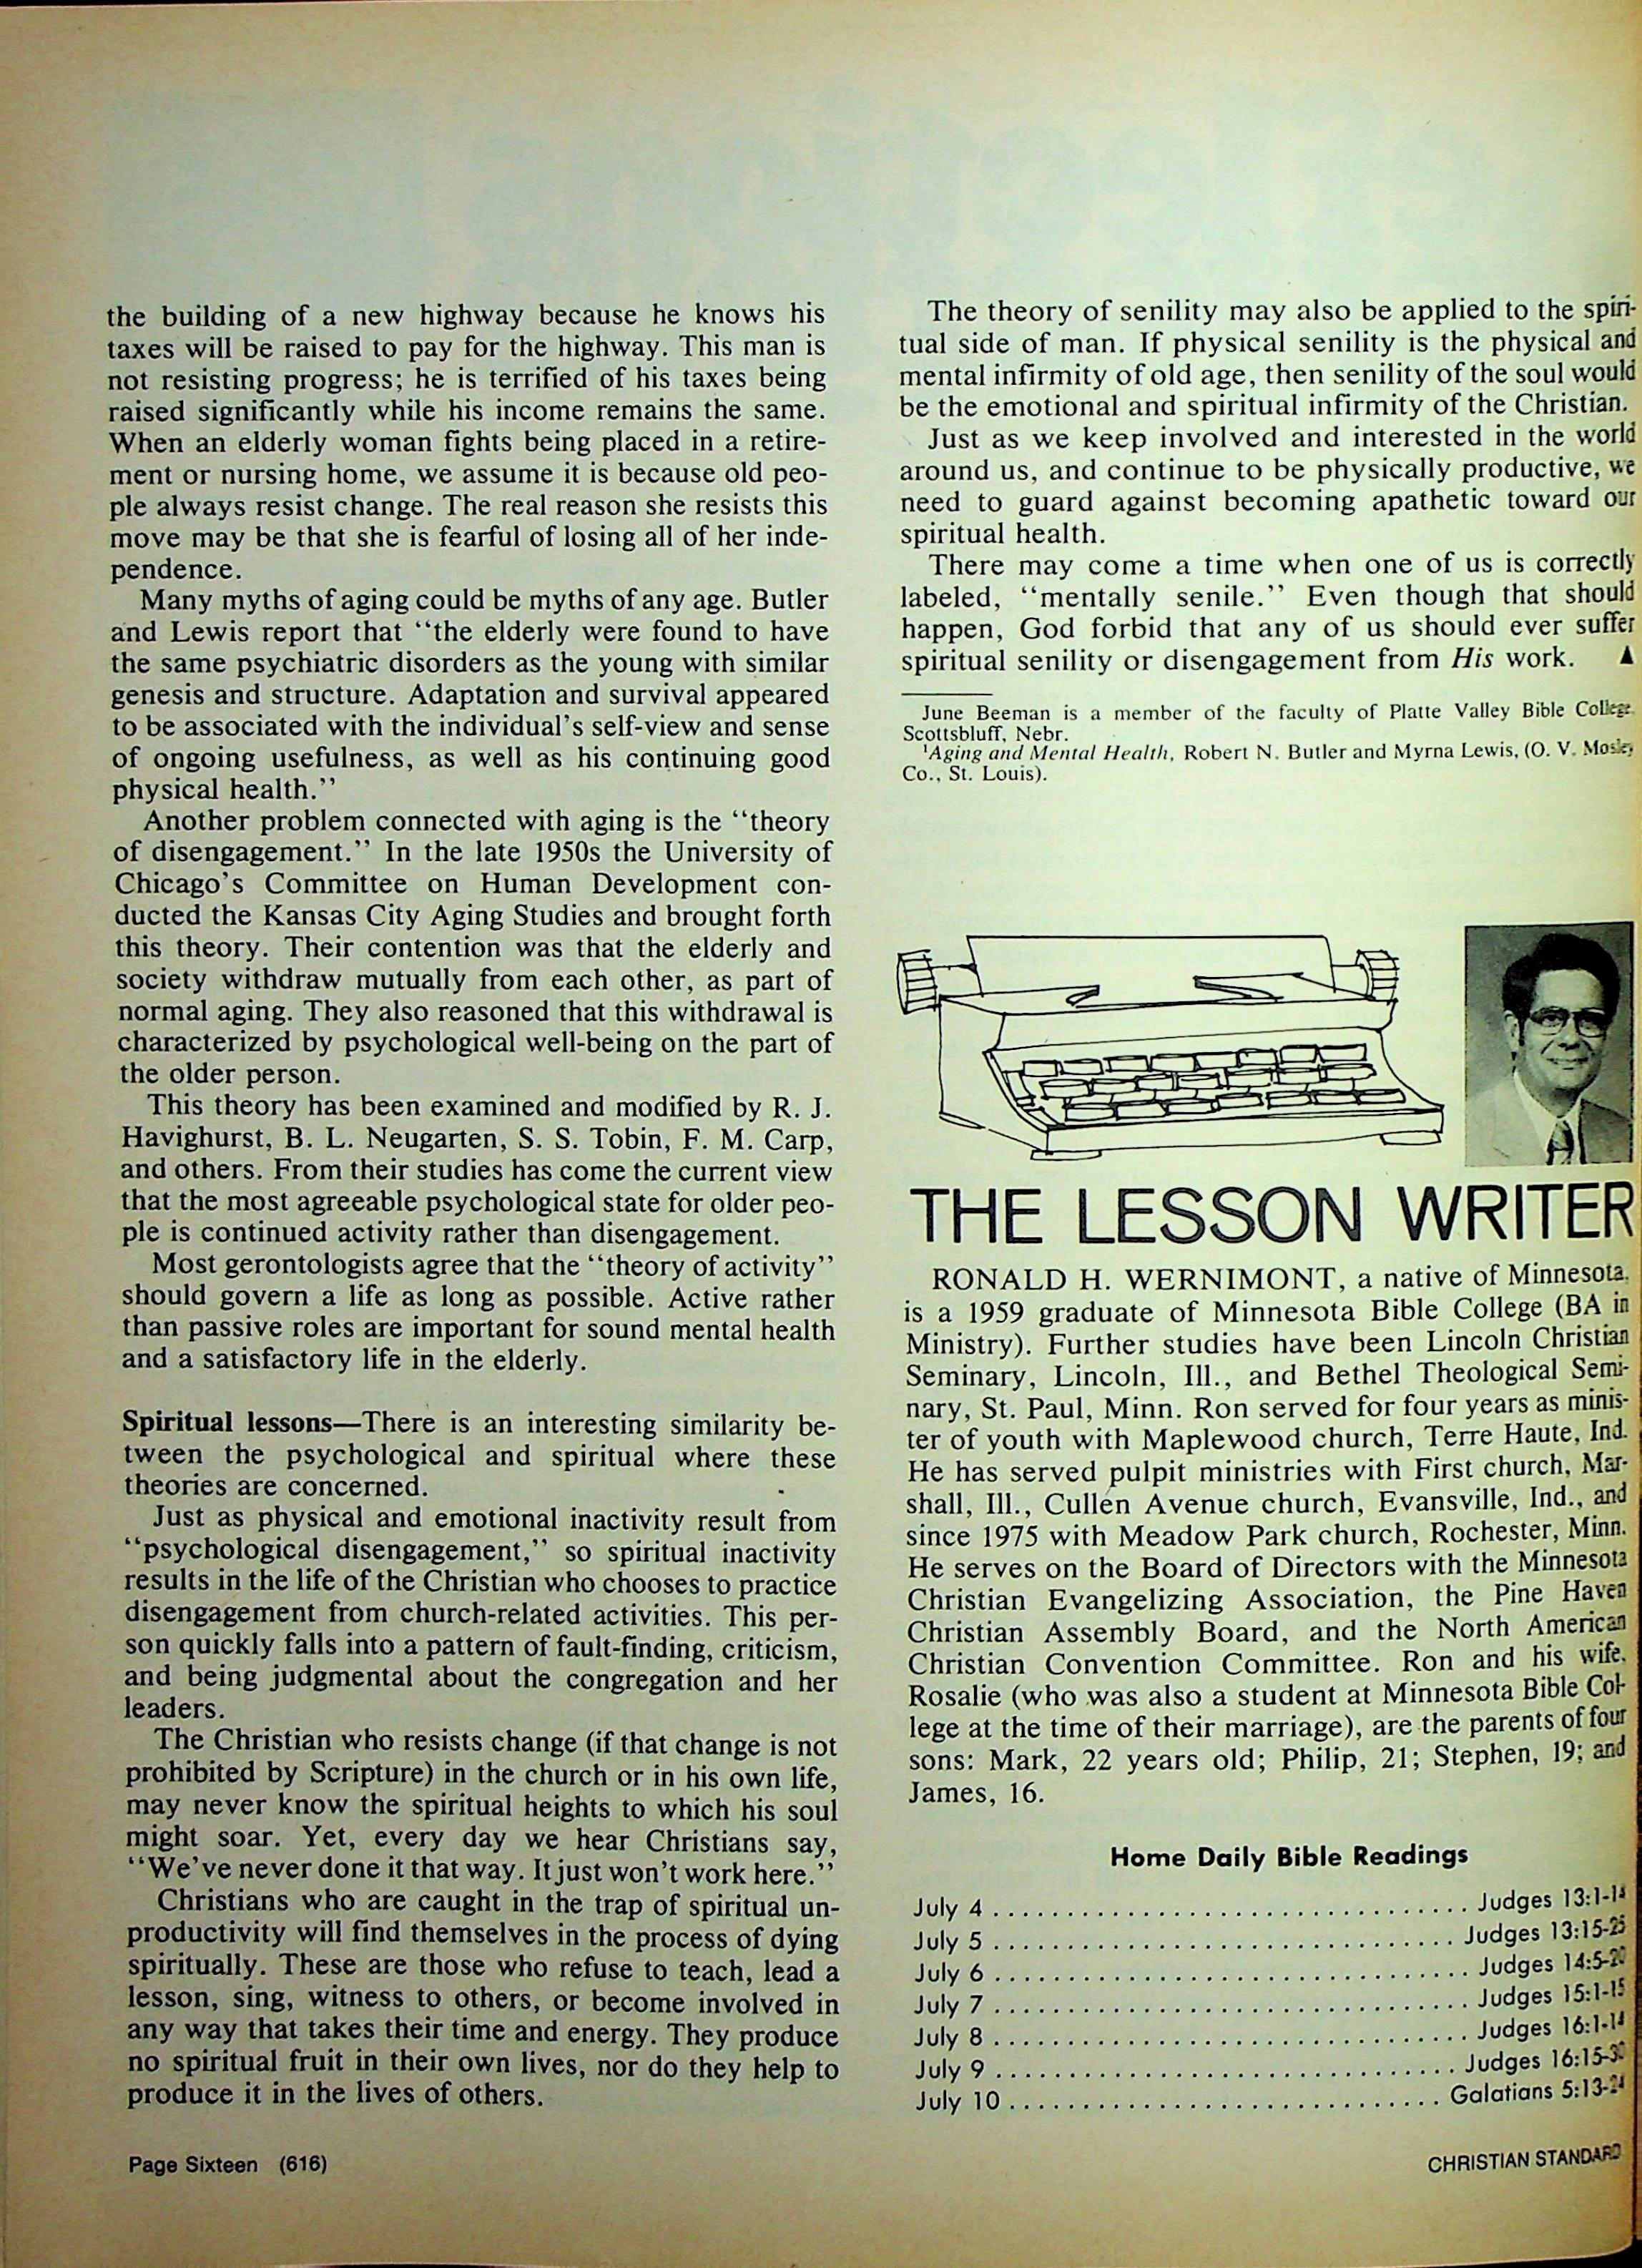 the building of a new highway because he knows his
taxes will be raised to pay for the highway. This man is
not resisting progress; he is terrified of his taxes being
raised significantly while his income remains the same.
When an elderly woman fights being placed in a retire-
ment or nursing home, we assume it is because old peo-
ple always resist change. The real reason she resists this
move may be that she is fearful of losing all of her inde-
pendence.
Many myths of aging could be myths of any age. Butler
and Lewis report that ‘‘the elderly were found to have
the same psychiatric disorders as the young with similar
genesis and structure. Adaptation and survival appeared
to be associated with the individual's self-view and sense
of ongoing usefulness, as well as his continuing good
physical health.’’
Another problem connected with aging is the ‘‘theory
of disengagement.’’ In the late 1950s the University of
Chicago's Committee on Human Development con-
ducted the Kansas City Aging Studies and brought forth
this theory. Their contention was that the elderly and
society withdraw mutually from each other, as part of
normal aging. They also reasoned that this withdrawal is
characterized by psychological well-being on the part of
the older person.
This theory has been examined and modified by R. J.
Havighurst, B. L. Neugarten, S. S. Tobin, F. M. Carp,
and others. From their studies has come the current view
that the most agreeable psychological state for older peo-
ple is continued activity rather than disengagement.
Most gerontologists agree that the ‘‘theory of activity’’
should govern a life as long as possible. Active rather
than passive roles are important for sound mental health
and a satisfactory life in the elderly.
Spiritual lessons—There is an interesting similarity be-
tween the psychological and spiritual where these
theories are concerned.
Just as physical and emotional inactivity result from
‘‘psychological disengagement,’’ so spiritual inactivity
results in the life of the Christian who chooses to practice
disengagement from church-related activities. This per-
son quickly falls into a pattern of fault-finding, criticism,
and being judgmental about the congregation and her
leaders.
The Christian who resists change (if that change is not
prohibited by Scripture) in the church or in his own life,
may never know the spiritual heights to which his soul
might soar. Yet, every day we hear Christians say,
‘‘We've never done it that way. It just won't work here.’’
Christians who are caught in the trap of spiritual un-
productivity will find themselves in the process of dying
spiritually. These are those who refuse to teach, lead a
lesson, sing, witness to others, or become involved in
any way that takes their time and energy. They produce
no spiritual fruit in their own lives, nor do they help to
produce it in the lives of others.
Page Sixteen (616)
The theory of senility may also be applied to the spiri-
tual side of man. If physical senility is the physical and
mental infirmity of old age, then senility of the soul would
be the emotional and spiritual infirmity of the Christian.
Just as we keep involved and interested in the world
around us, and continue to be physically productive, we
need to guard against becoming apathetic toward our
spiritual health.
There may come a time when one of us is correctly
labeled, ‘‘mentally senile.’’ Even though that should
happen, God forbid that any of us should ever suffer
spiritual senility or disengagement from His work. ▲
June Beeman is a member of the faculty of Platte Valley Bible College,
Scottsbluff, Nebr.
¹Aging and Mental Health, Robert N. Butler and Myrna Lewis, (O. V. Mosley
Co., St. Louis).
THE LESSON WRITER
RONALD H. WERNIMONT, a native of Minnesota,
is a 1959 graduate of Minnesota Bible College (BA in
Ministry). Further studies have been Lincoln Christian
Seminary, Lincoln, Ill., and Bethel Theological Semi-
nary, St. Paul, Minn. Ron served for four years as minis-
ter of youth with Maplewood church, Terre Haute, Ind.
He has served pulpit ministries with First church, Mar-
shall, Ill., Cullen Avenue church, Evansville, Ind., and
since 1975 with Meadow Park church, Rochester, Minn.
He serves on the Board of Directors with the Minnesota
Christian Evangelizing Association, the Pine Haven
Christian Assembly Board, and the North American
Christian Convention Committee. Ron and his wife,
Rosalie (who was also a student at Minnesota Bible Col-
lege at the time of their marriage), are the parents of four
sons: Mark, 22 years old; Philip, 21; Stephen, 19; and
James, 16.
Home Daily Bible Readings
July 4 ................................ Judges
July 5 ............................... Judges 13:15-25
July 6 ................................ Judges 14:5-20
July 7 ................................ Judges 15:1-15
July 8 ................................ Judges 16:1-14
July 9 ............................... Judges 16:15-30
July 10 ............................. Galatians 5:13-24
CHRISTIAN STANDARD